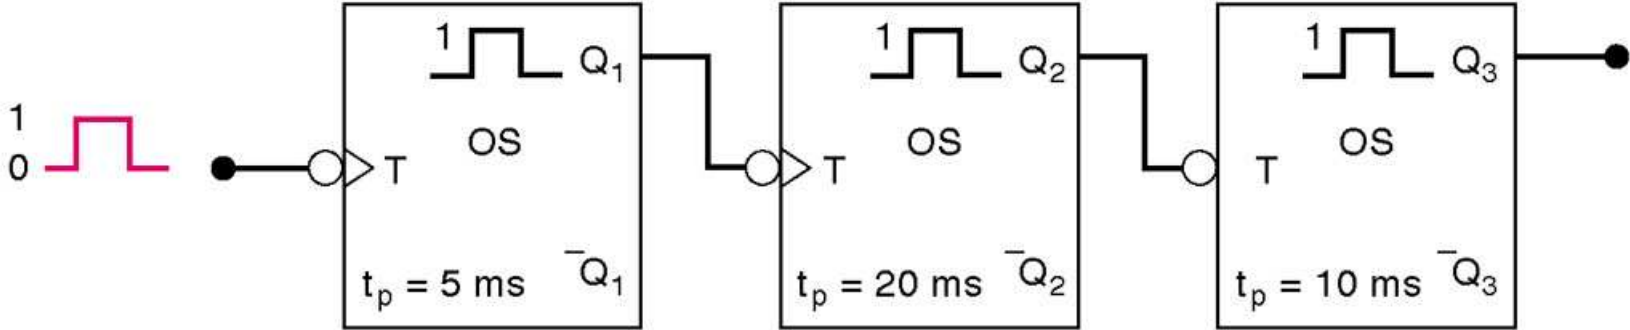 1
0
1
Q1
OS
T
tp = 5 ms
Q̅1
1
Q2
OS
T
tp = 20 ms
Q̅2
1
Q3
OS
T
tp = 10 ms
Q̅3